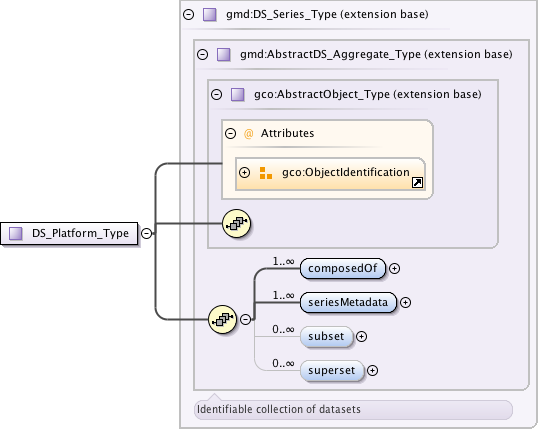 gmd:DS_Series_Type (extension base)
gmd:AbstractDS_Aggregate_Type (extension base)
gco:AbstractObject_Type (extension base)
@ Attributes
gco:ObjectIdentification
DS_Platform_Type
1..∞ composedOf
1..∞ seriesMetadata
0..∞ subset
0..∞ superset
Identifiable collection of datasets